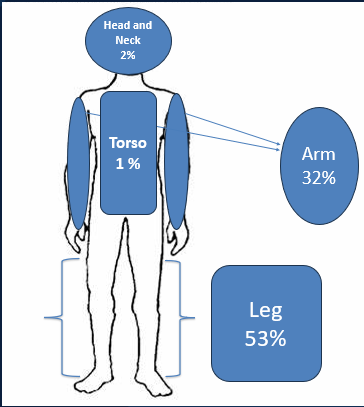 Head and
Neck
2%
Torso
1 %
Arm
32%
Leg
53%